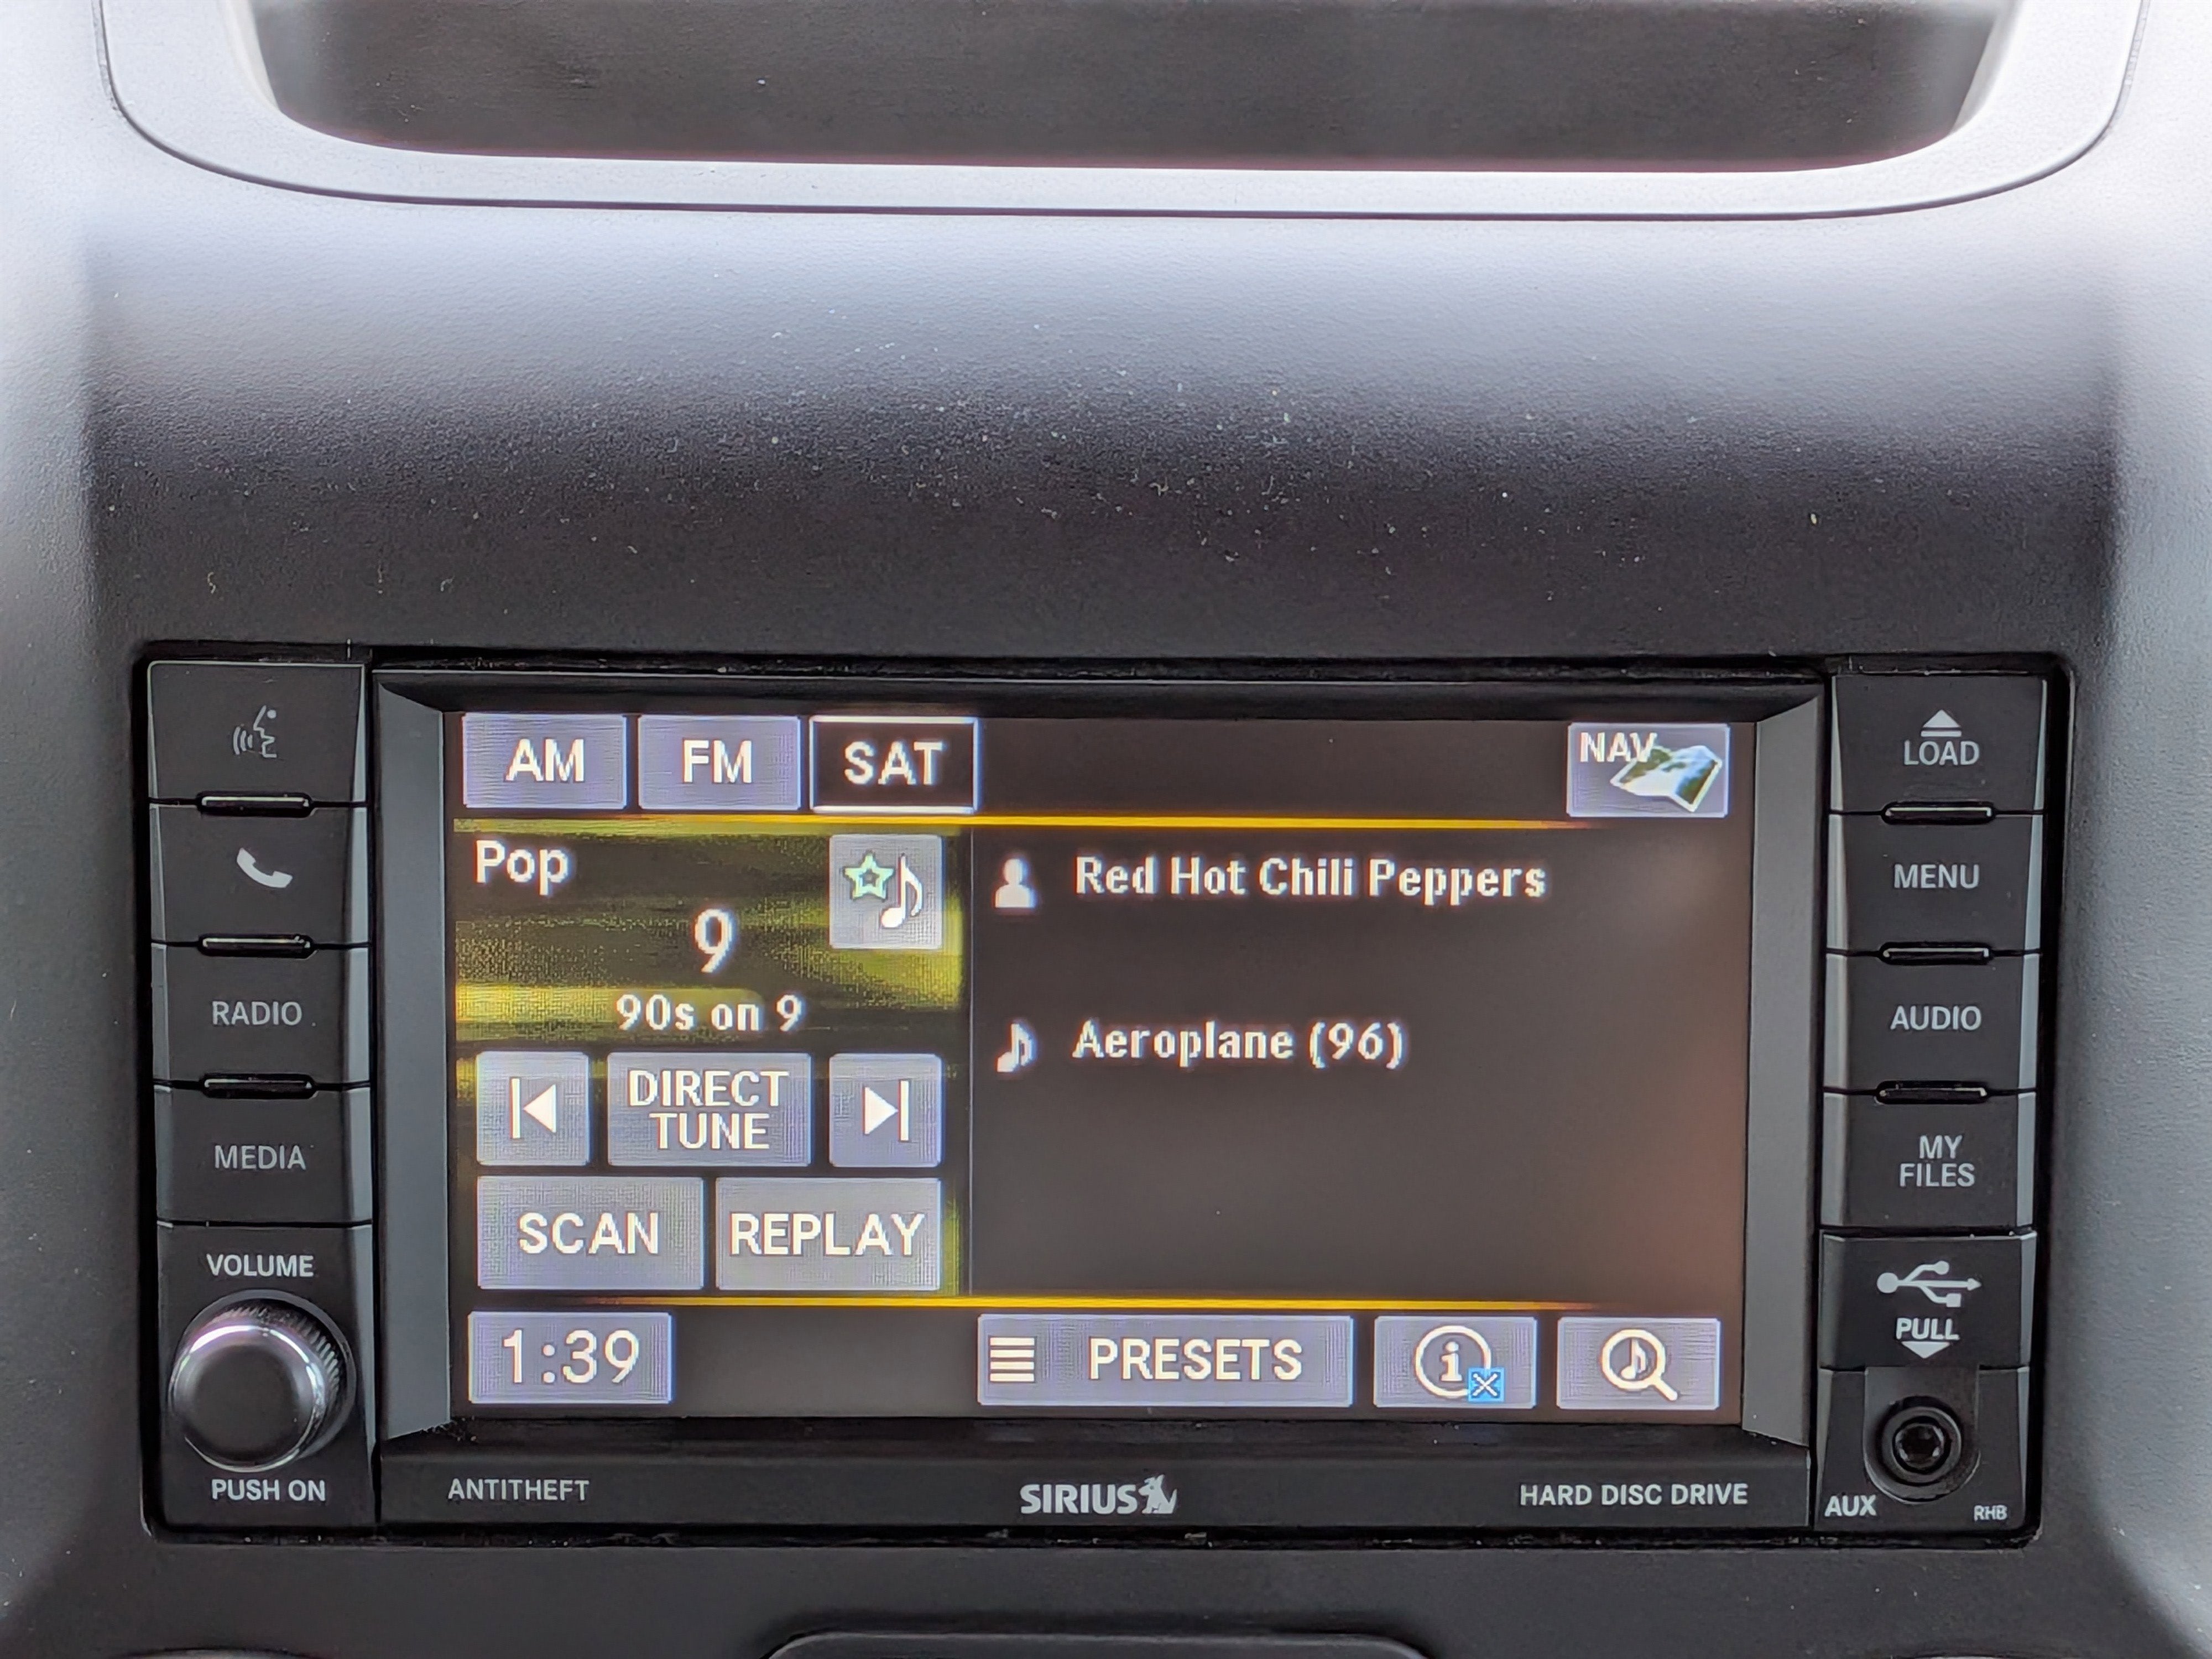 AM FM SAT NAV
Pop
9
90s on 9
Red Hot Chili Peppers
Aeroplane (96)
DIRECT
TUNE
SCAN REPLAY
1:39 PRESETS
RADIO
MEDIA
VOLUME
PUSH ON
LOAD
MENU
AUDIO
MY
FILES
PULL
AUX
RHB
ANTITHEFT SIRIUS HARD DISC DRIVE